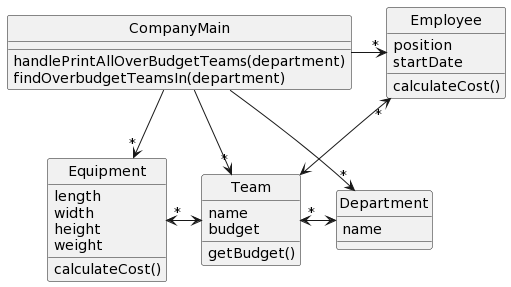 CompanyMain
handlePrintAllOverBudgetTeams(department)
findOverbudgetTeamsIn(department)
*
Employee
position
startDate
calculateCost()
*
*
*
*
Equipment
length
width
height
weight
calculateCost()
*
Team
name
budget
getBudget()
*
Department
name